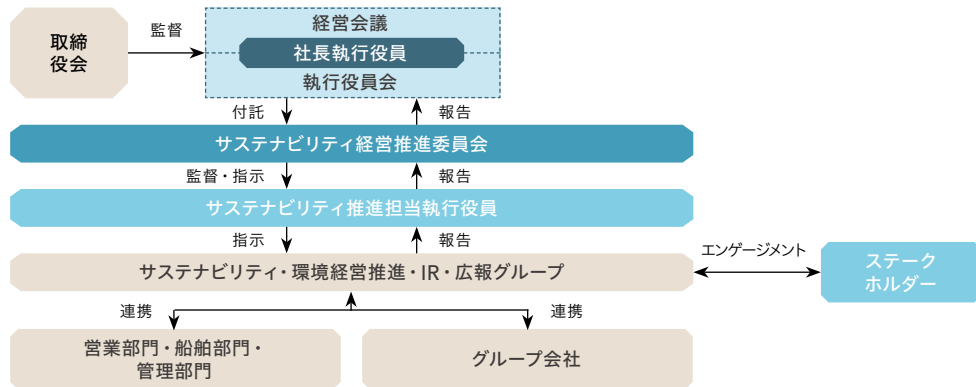 取締
役会
監督
経営会議
社長執行役員
執行役員会
付託
報告
サステナビリティ経営推進委員会
監督・指示
報告
サステナビリティ推進担当執行役員
指示
報告
サステナビリティ・環境経営推進・IR・広報グループ
エンゲージメント
ステーク
ホルダー
連携
連携
営業部門・船舶部門・
管理部門
グループ会社